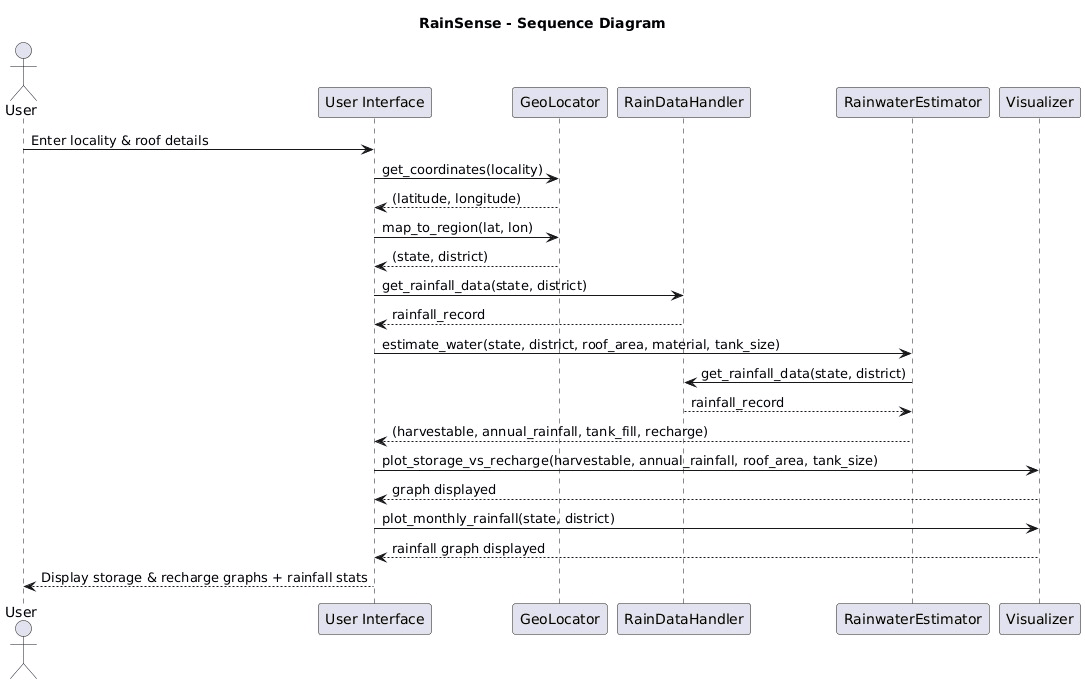 RainSense - Sequence Diagram
User
User Interface
GeoLocator
RainDataHandler
RainwaterEstimator
Visualizer
Enter locality & roof details
get_coordinates(locality)
(latitude, longitude)
map_to_region(lat, lon)
(state, district)
get_rainfall_data(state, district)
rainfall_record
estimate_water(state, district, roof_area, material, tank_size)
get_rainfall_data(state, district)
rainfall_record
(harvestable, annual_rainfall, tank_fill, recharge)
plot_storage_vs_recharge(harvestable, annual_rainfall, roof_area, tank_size)
graph displayed
plot_monthly_rainfall(state, district)
rainfall graph displayed
Display storage & recharge graphs + rainfall stats
User
User Interface
GeoLocator
RainDataHandler
RainwaterEstimator
Visualizer